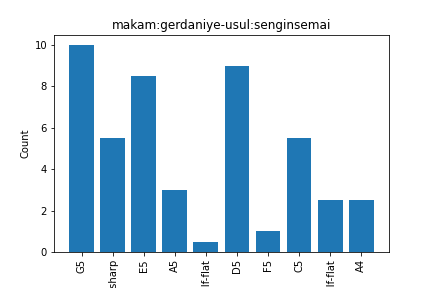 makam:gerdaniye-usul:senginsemai
10
8
6
4
2
0
Count
G5
sharp
E5
A5
lf-flat
D5
F5
C5
lf-flat
A4